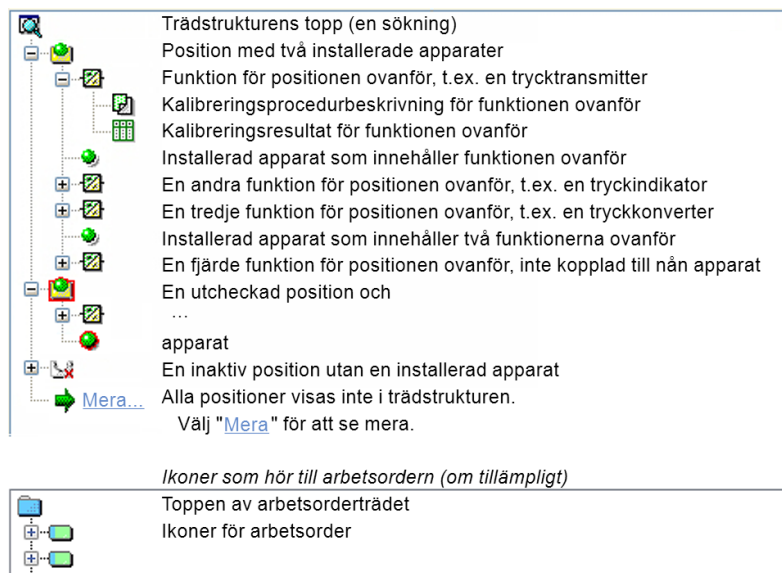 Trädstrukturens topp (en sökning)
Position med två installerade apparater
Funktion för positionen ovanför, t.ex. en trycktransmitter
Kalibreringsprocedurbeskrivning för funktionen ovanför
Kalibreringsresultat för funktionen ovanför
Installerad apparat som innehåller funktionen ovanför
En andra funktion för positionen ovanför, t.ex. en tryckindikator
En tredje funktion för positionen ovanför, t.ex. en tryckkonverter
Installerad apparat som innehåller två funktionerna ovanför
En fjärde funktion för positionen ovanför, inte kopplad till nån apparat
En utcheckad position och
...
apparat
En inaktiv position utan en installerad apparat
Mera... Alla positioner visas inte i trädstrukturen.
Välj "Mera" för att se mera.
Ikoner som hör till arbetsordern (om tillämpligt)
Toppen av arbetsorderträdet
Ikoner för arbetsorder